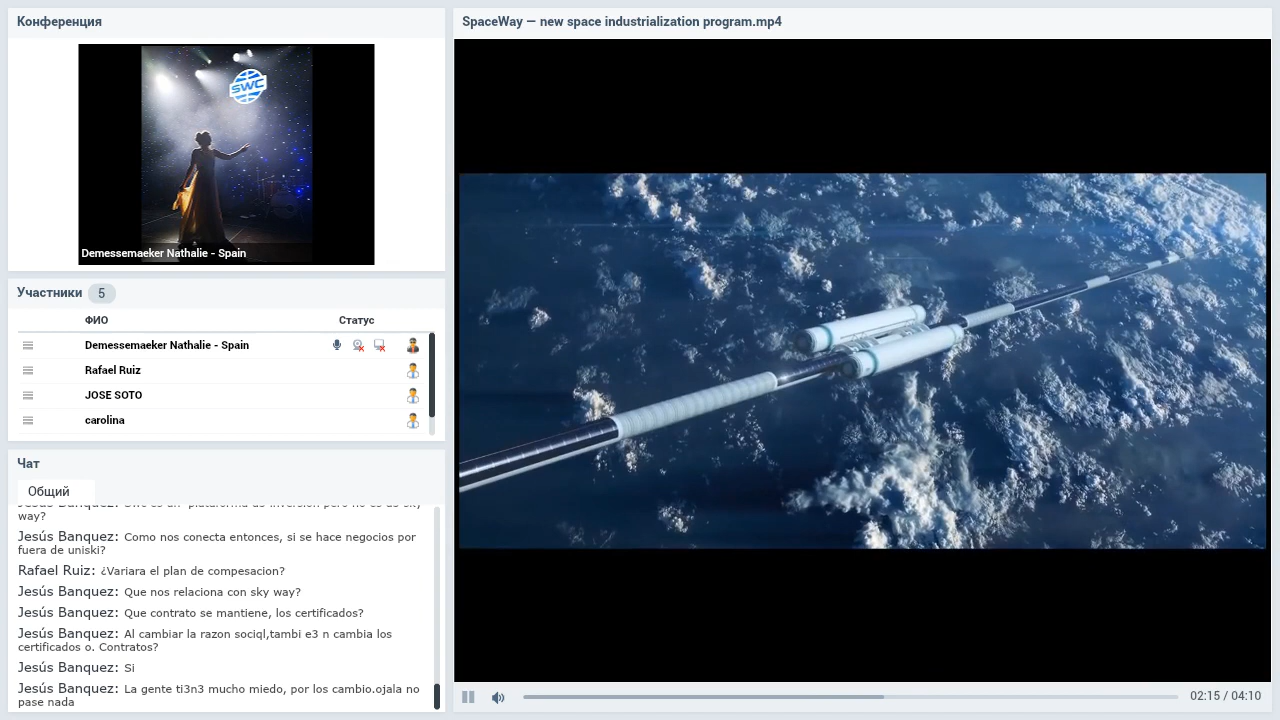 Конференция
SWC
Demessemaeker Nathalie - Spain
Участники 5
ФИО Статус
Demessemaeker Nathalie - Spain
Rafael Ruiz
JOSE SOTO
carolina
Чат
Общий
way?
Jesús Banquez: Como nos conecta entonces, si se hace negocios por
fuera de uniski?
Rafael Ruiz: ¿Variara el plan de compesacion?
Jesús Banquez: Que nos relaciona con sky way?
Jesús Banquez: Que contrato se mantiene, los certificados?
Jesús Banquez: Al cambiar la razon sociql,tambi e3 n cambia los
certificados o. Contratos?
Jesús Banquez: Si
Jesús Banquez: La gente ti3n3 mucho miedo, por los cambio.ojala no
pase nada
SpaceWay — new space industrialization program.mp4
02:15 / 04:10